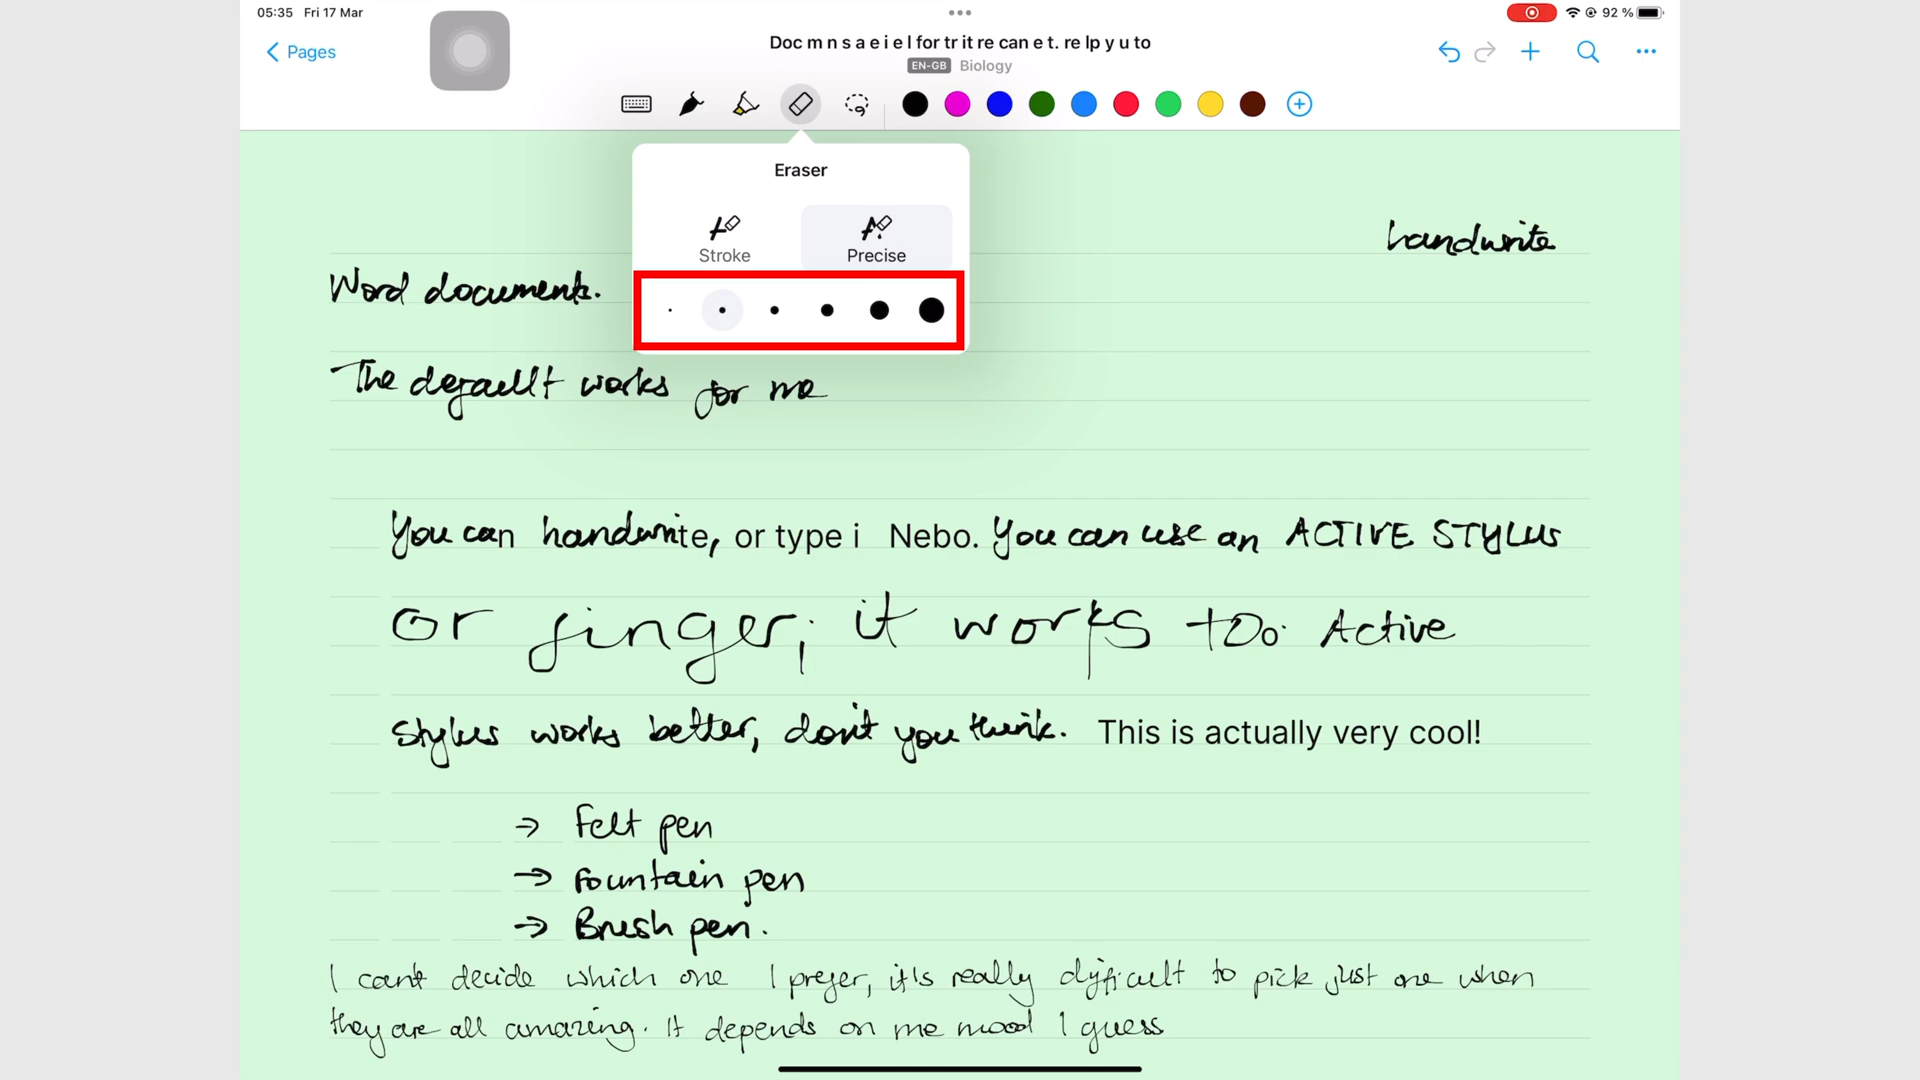 05:35 Fri 17 Mar
92 %
Pages
Doc m n s a e i e l for tr it re can e t. re lp y u to
EN-GB Biology
Eraser
Stroke Precise
handwrite
Word documents.
The default works for me
You can handwrite, or type i Nebo. You can use an ACTIVE STYLUS
or finger, it works too. Active
stylus works better, don't you think. This is actually very cool!
→ Felt pen
→ Fountain pen
→ Brush pen.
I can't decide which one I prefer, it's really difficult to pick just one when
they are all amazing. It depends on me mood I guess